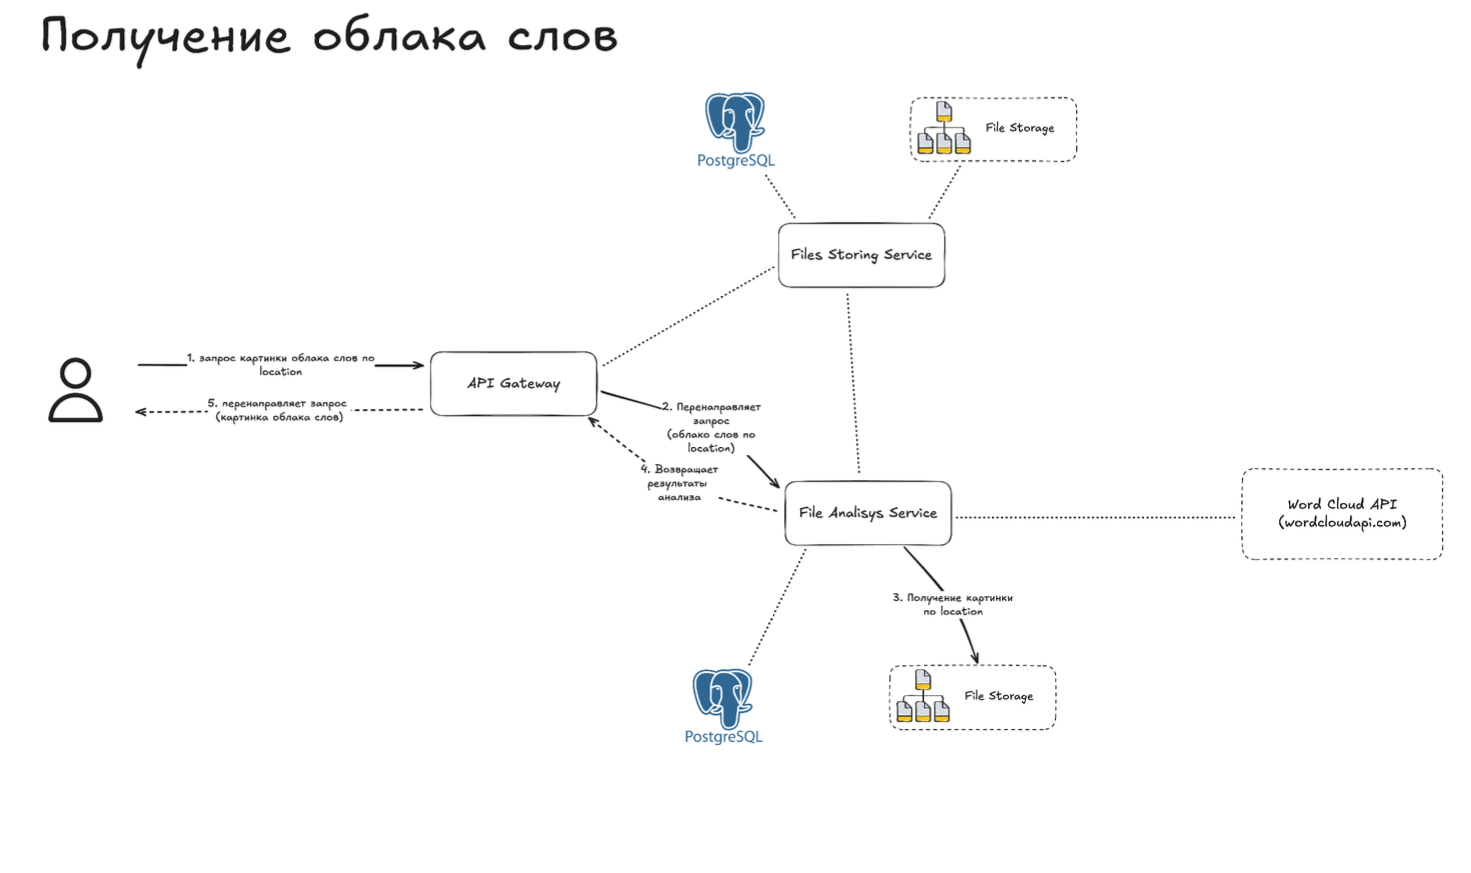 Получение облака слов
PostgreSQL
File Storage
Files Storing Service
1. запрос картинки облака слов по
location
API Gateway
5. перенаправляет запрос
(картинка облака слов)
2. Перенаправляет
запрос
(облако слов по
location)
4. Возвращает
результаты
анализа
File Analisys Service
Word Cloud API
(wordcloudapi.com)
3. Получение картинки
по location
PostgreSQL
File Storage